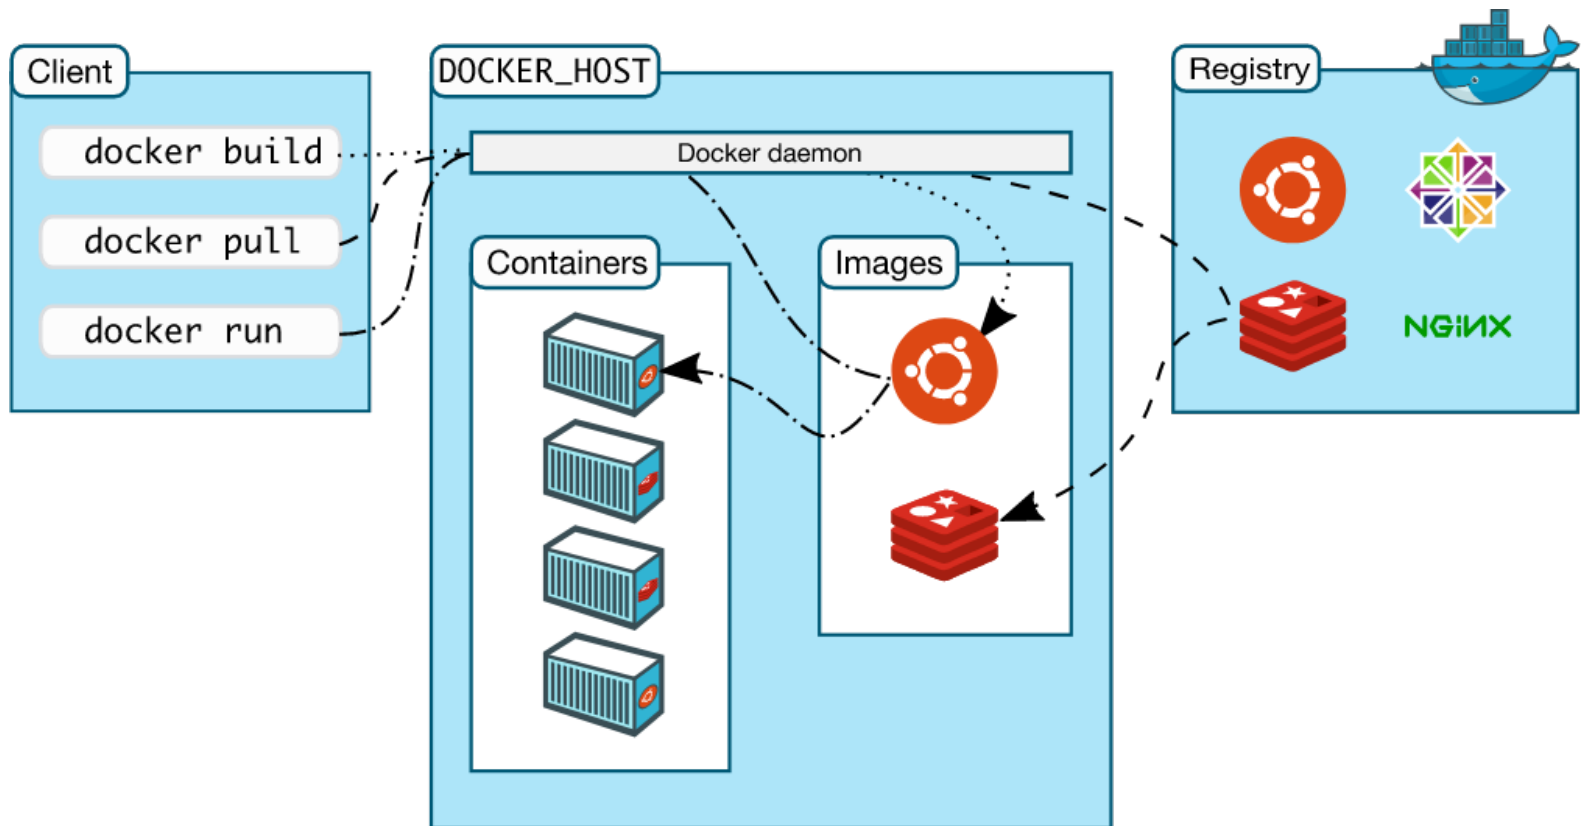 Client
docker build
docker pull
docker run
DOCKER_HOST
Docker daemon
Containers
Images
Registry
NGiNX